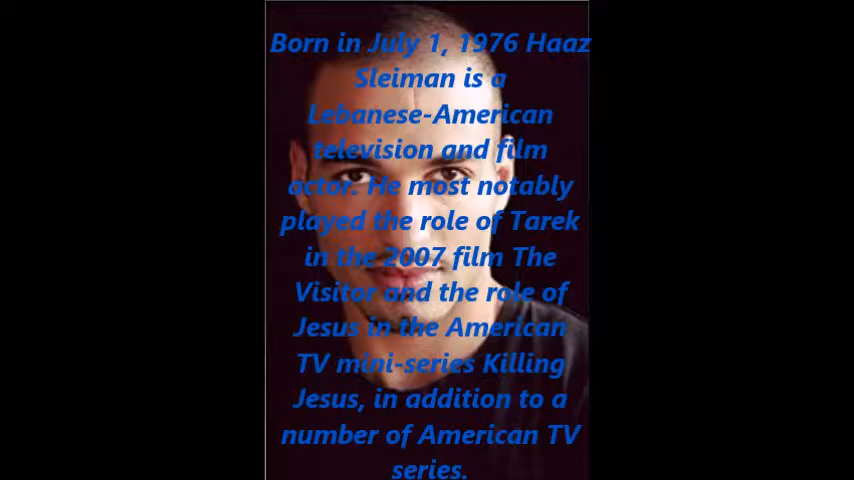 Born in July 1, 1976 Haaz
Sleiman is a
Lebanese-American
television and film
actor. He most notably
played the role of Tarek
in the 2007 film The
Visitor and the role of
Jesus in the American
TV mini-series Killing
Jesus, in addition to a
number of American TV
series.